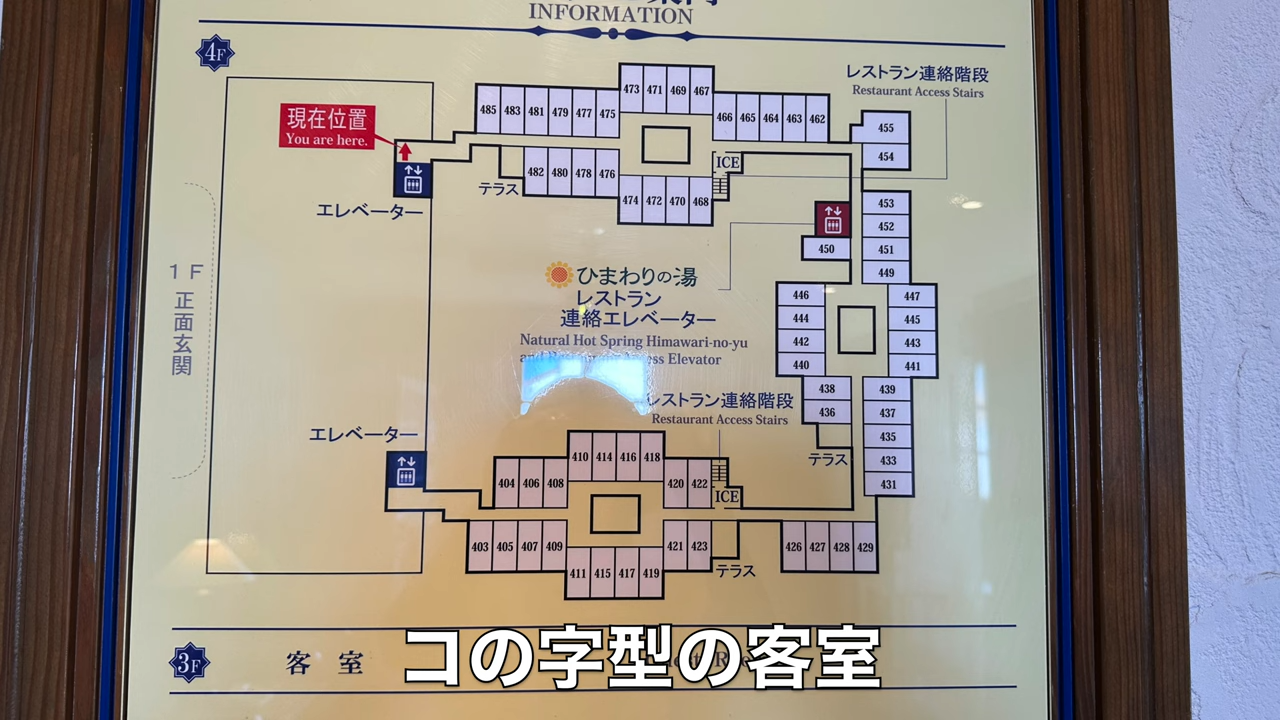 INFORMATION
4F
現在位置
You are here.
エレベーター
485 483 481 479 477 475
473 471 469 467
466 465 464 463 462
レストラン連絡階段
Restaurant Access Stairs
455
454
テラス
482 480 478 476
474 472 470 468
ICE
453
452
451
449
450
1F
正面玄関
ひまわりの湯
レストラン
連絡エレベーター
Natural Hot Spring Himawari-no-yu
Elevator
446
444
442
440
447
445
443
441
438
436
439
437
435
433
431
テラス
レストラン連絡階段
Restaurant Access Stairs
エレベーター
404 406 408
410 414 416 418
420 422
ICE
403 405 407 409
411 415 417 419
421 423
テラス
426 427 428 429
3F
客室
コの字型の客室